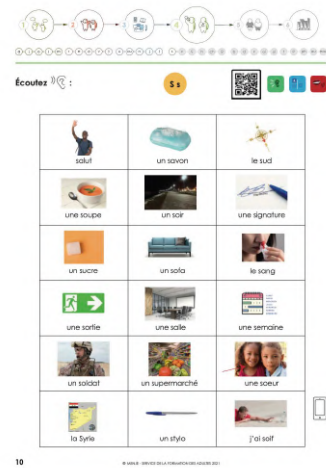 Écoutez :
S s
salut
un savon
le sud
une soupe
un soir
une signature
un sucre
un sofa
le sang
une sortie
une salle
une semaine
un soldat
un supermarché
une soeur
la Syrie
un stylo
j'ai soif
10